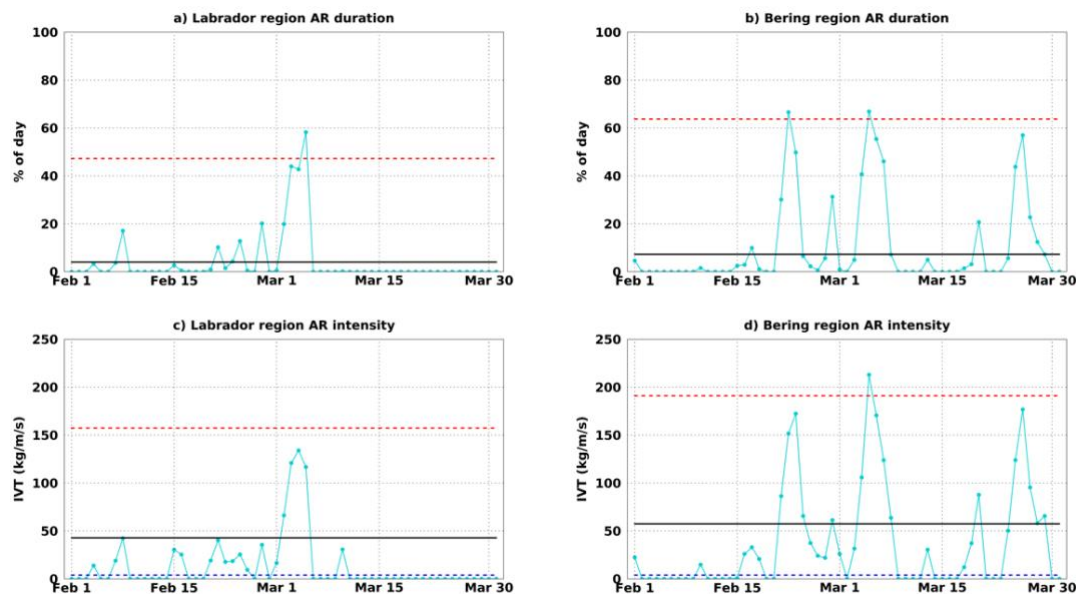 a) Labrador region AR duration
100
80
60
40
20
0
% of day
Feb 1
Feb 15
Mar 1
Mar 15
Mar 30
b) Bering region AR duration
100
80
60
40
20
0
% of day
Feb 1
Feb 15
Mar 1
Mar 15
Mar 30
c) Labrador region AR intensity
250
200
150
100
50
0
IVT (kg/m/s)
Feb 1
Feb 15
Mar 1
Mar 15
Mar 30
d) Bering region AR intensity
250
200
150
100
50
0
IVT (kg/m/s)
Feb 1
Feb 15
Mar 1
Mar 15
Mar 30